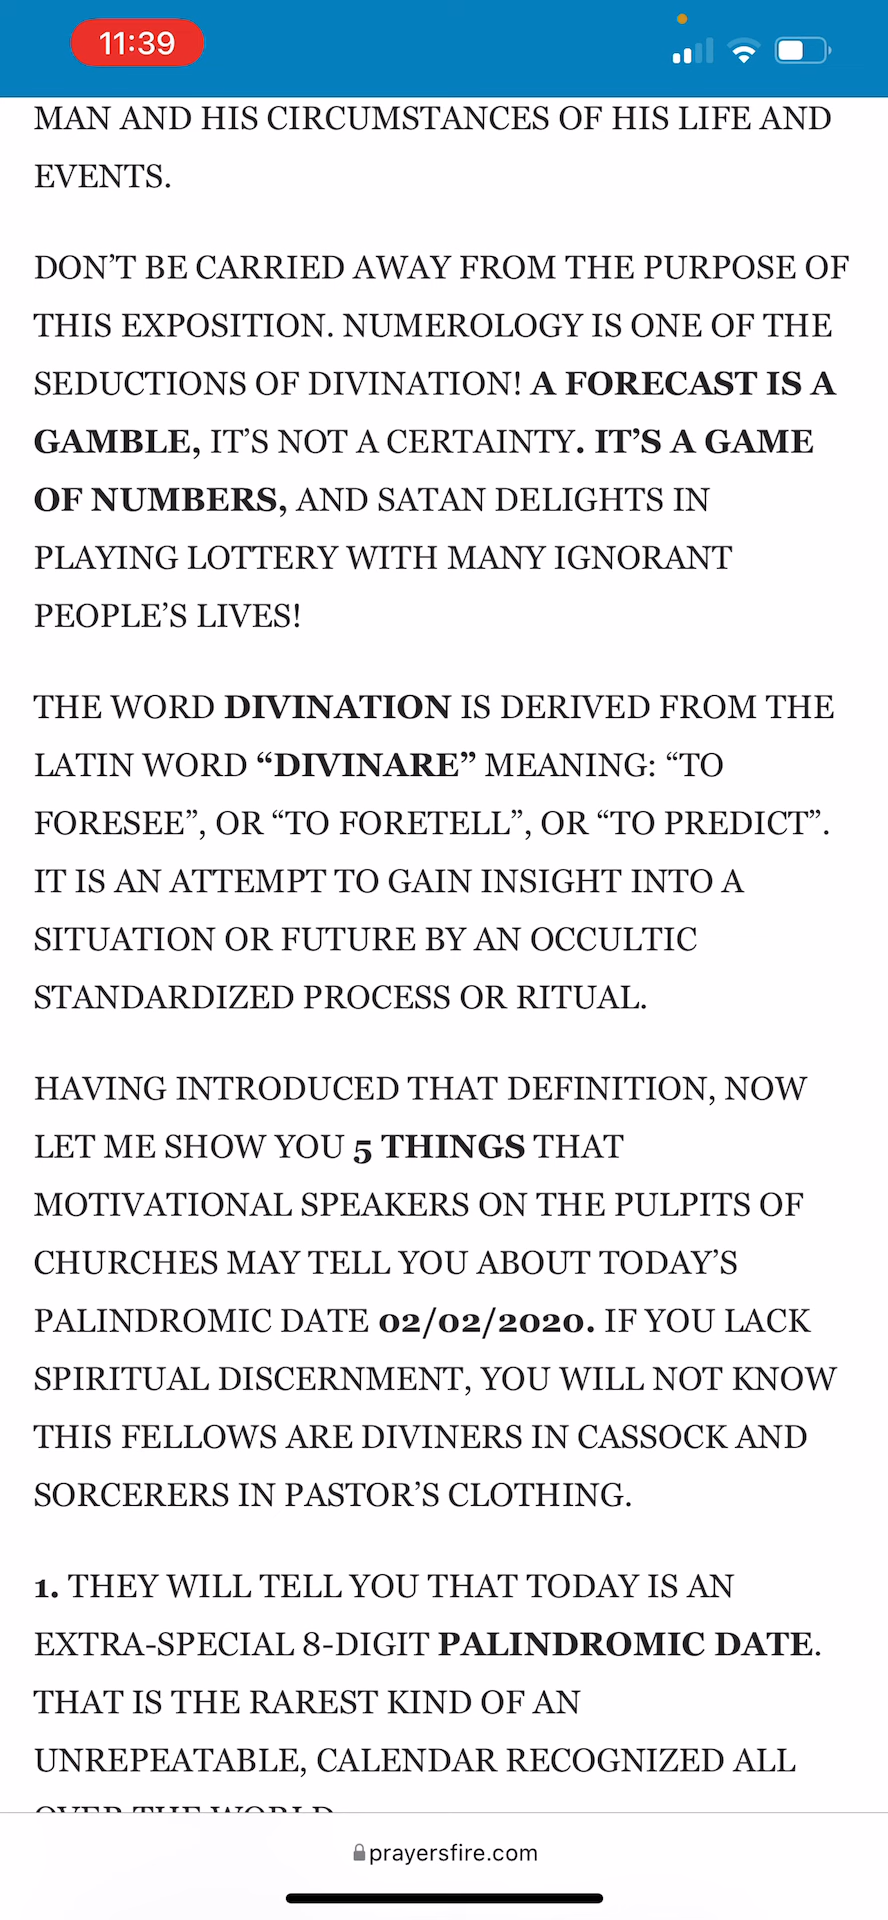 11:39
MAN AND HIS CIRCUMSTANCES OF HIS LIFE AND
EVENTS.
DON’T BE CARRIED AWAY FROM THE PURPOSE OF
THIS EXPOSITION. NUMEROLOGY IS ONE OF THE
SEDUCTIONS OF DIVINATION! A FORECAST IS A
GAMBLE, IT’S NOT A CERTAINTY. IT’S A GAME
OF NUMBERS, AND SATAN DELIGHTS IN
PLAYING LOTTERY WITH MANY IGNORANT
PEOPLE’S LIVES!
THE WORD DIVINATION IS DERIVED FROM THE
LATIN WORD “DIVINARE” MEANING: “TO
FORESEE”, OR “TO FORETELL”, OR “TO PREDICT”.
IT IS AN ATTEMPT TO GAIN INSIGHT INTO A
SITUATION OR FUTURE BY AN OCCULTIC
STANDARDIZED PROCESS OR RITUAL.
HAVING INTRODUCED THAT DEFINITION, NOW
LET ME SHOW YOU 5 THINGS THAT
MOTIVATIONAL SPEAKERS ON THE PULPITS OF
CHURCHES MAY TELL YOU ABOUT TODAY’S
PALINDROMIC DATE 02/02/2020. IF YOU LACK
SPIRITUAL DISCERNMENT, YOU WILL NOT KNOW
THIS FELLOWS ARE DIVINERS IN CASSOCK AND
SORCERERS IN PASTOR’S CLOTHING.
1. THEY WILL TELL YOU THAT TODAY IS AN
EXTRA-SPECIAL 8-DIGIT PALINDROMIC DATE.
THAT IS THE RAREST KIND OF AN
UNREPEATABLE, CALENDAR RECOGNIZED ALL
OVER THE WORLD
prayersfire.com